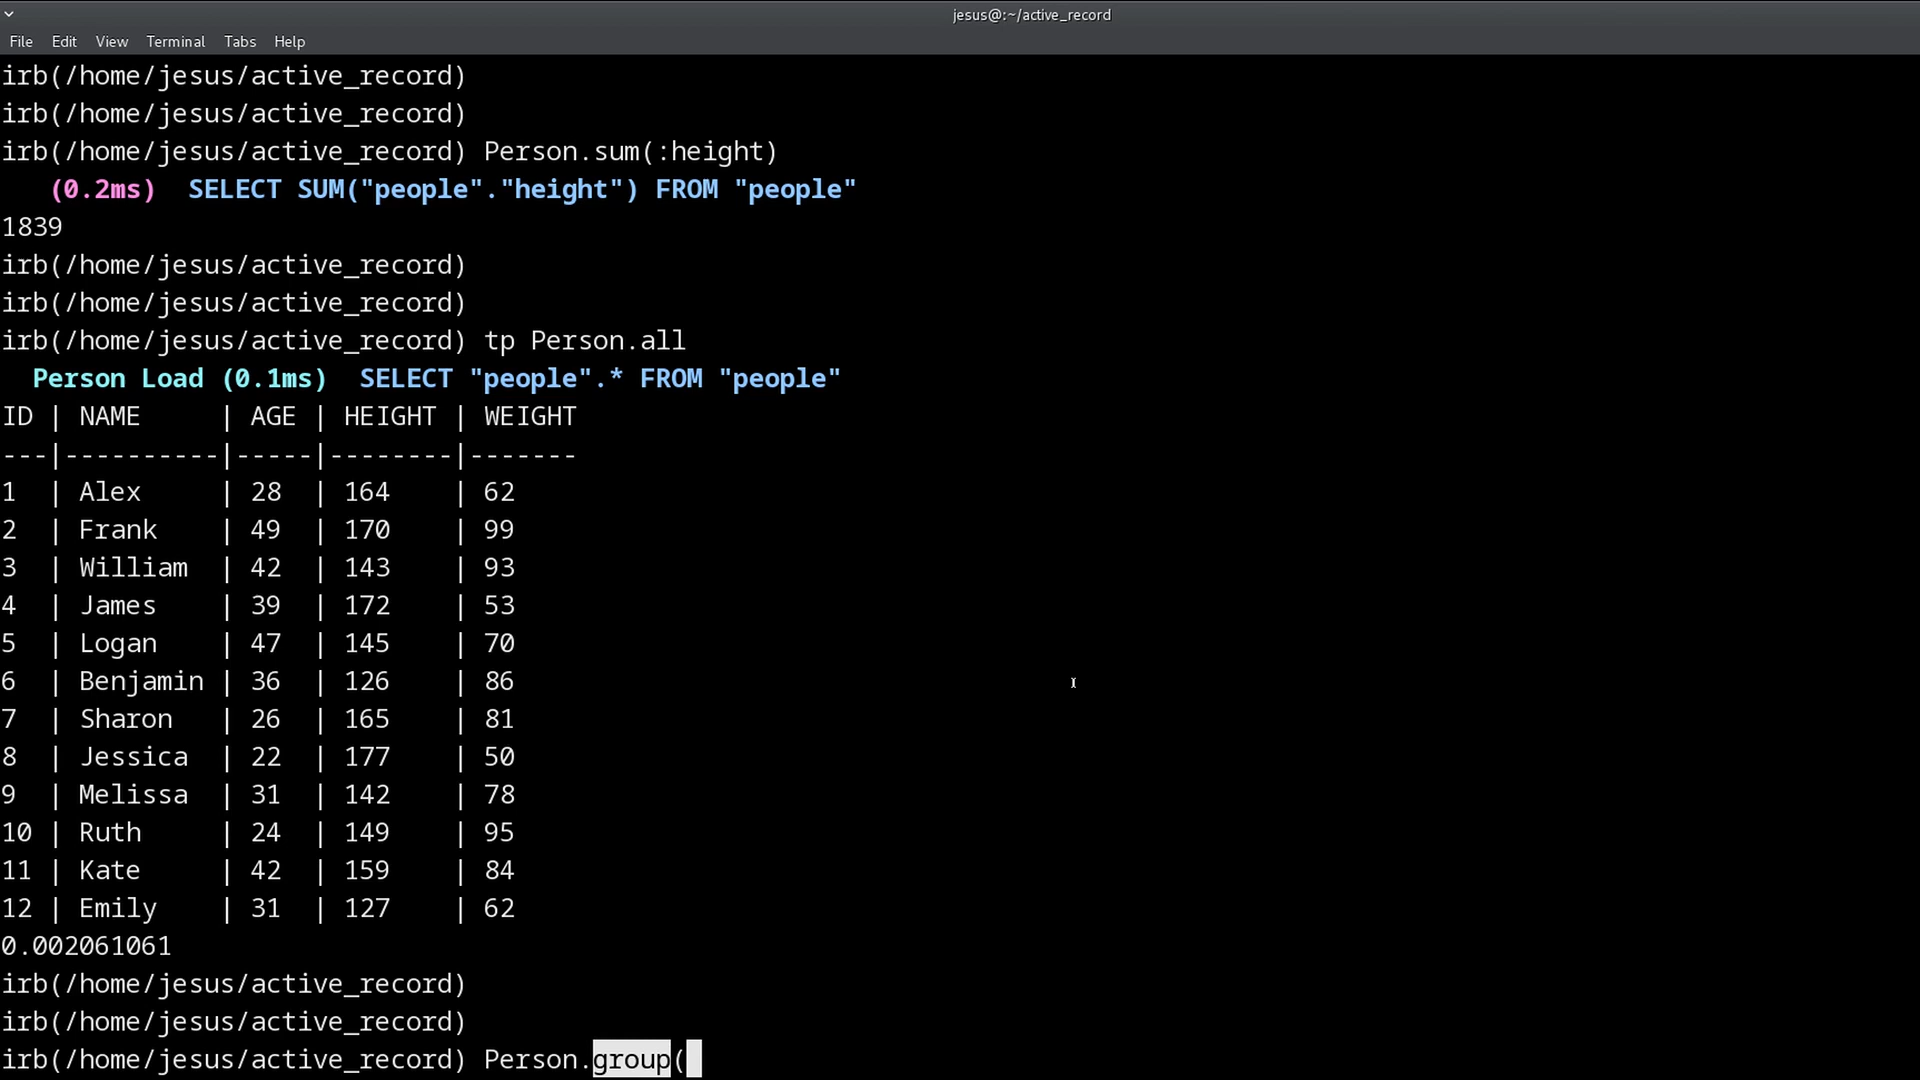 jesus@:~/active_record
File Edit View Terminal Tabs Help
irb(/home/jesus/active_record)
irb(/home/jesus/active_record)
irb(/home/jesus/active_record) Person.sum(:height)
(0.2ms) SELECT SUM("people"."height") FROM "people"
1839
irb(/home/jesus/active_record)
irb(/home/jesus/active_record)
irb(/home/jesus/active_record) tp Person.all
Person Load (0.1ms) SELECT "people".* FROM "people"
ID | NAME     | AGE | HEIGHT | WEIGHT
---|----------|-----|--------|-------
1  | Alex     | 28  | 164    | 62
2  | Frank    | 49  | 170    | 99
3  | William  | 42  | 143    | 93
4  | James    | 39  | 172    | 53
5  | Logan    | 47  | 145    | 70
6  | Benjamin | 36  | 126    | 86
7  | Sharon   | 26  | 165    | 81
8  | Jessica  | 22  | 177    | 50
9  | Melissa  | 31  | 142    | 78
10 | Ruth     | 24  | 149    | 95
11 | Kate     | 42  | 159    | 84
12 | Emily    | 31  | 127    | 62
0.002061061
irb(/home/jesus/active_record)
irb(/home/jesus/active_record)
irb(/home/jesus/active_record) Person.group(